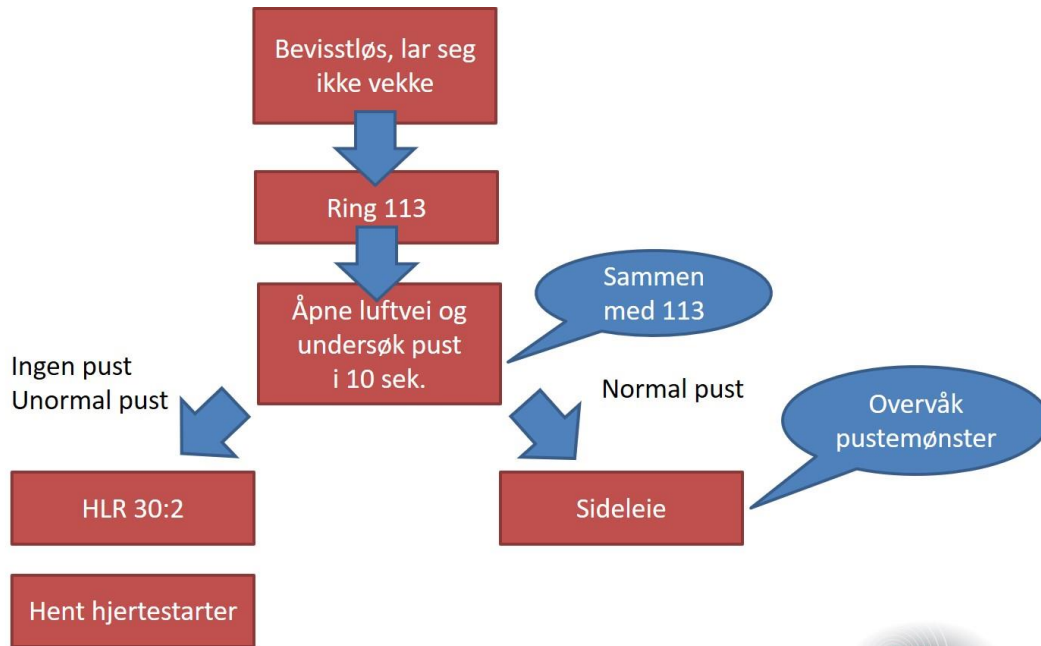 Bevisstløs, lar seg
ikke vekke
Ring 113
Åpne luftvei og
undersøk pust
i 10 sek.
Sammen
med 113
Ingen pust
Unormal pust
Normal pust
Overvåk
pustemønster
HLR 30:2
Sideleie
Hent hjertestarter